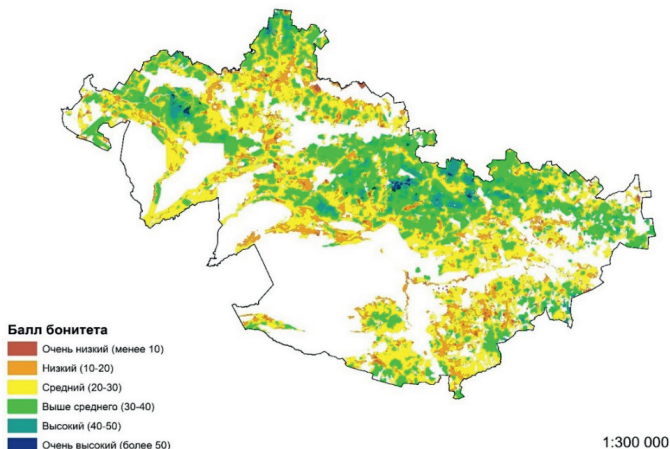 Балл бонитета
Очень низкий (менее 10)
Низкий (10-20)
Средний (20-30)
Выше среднего (30-40)
Высокий (40-50)
Очень высокий (более 50)
1:300 000